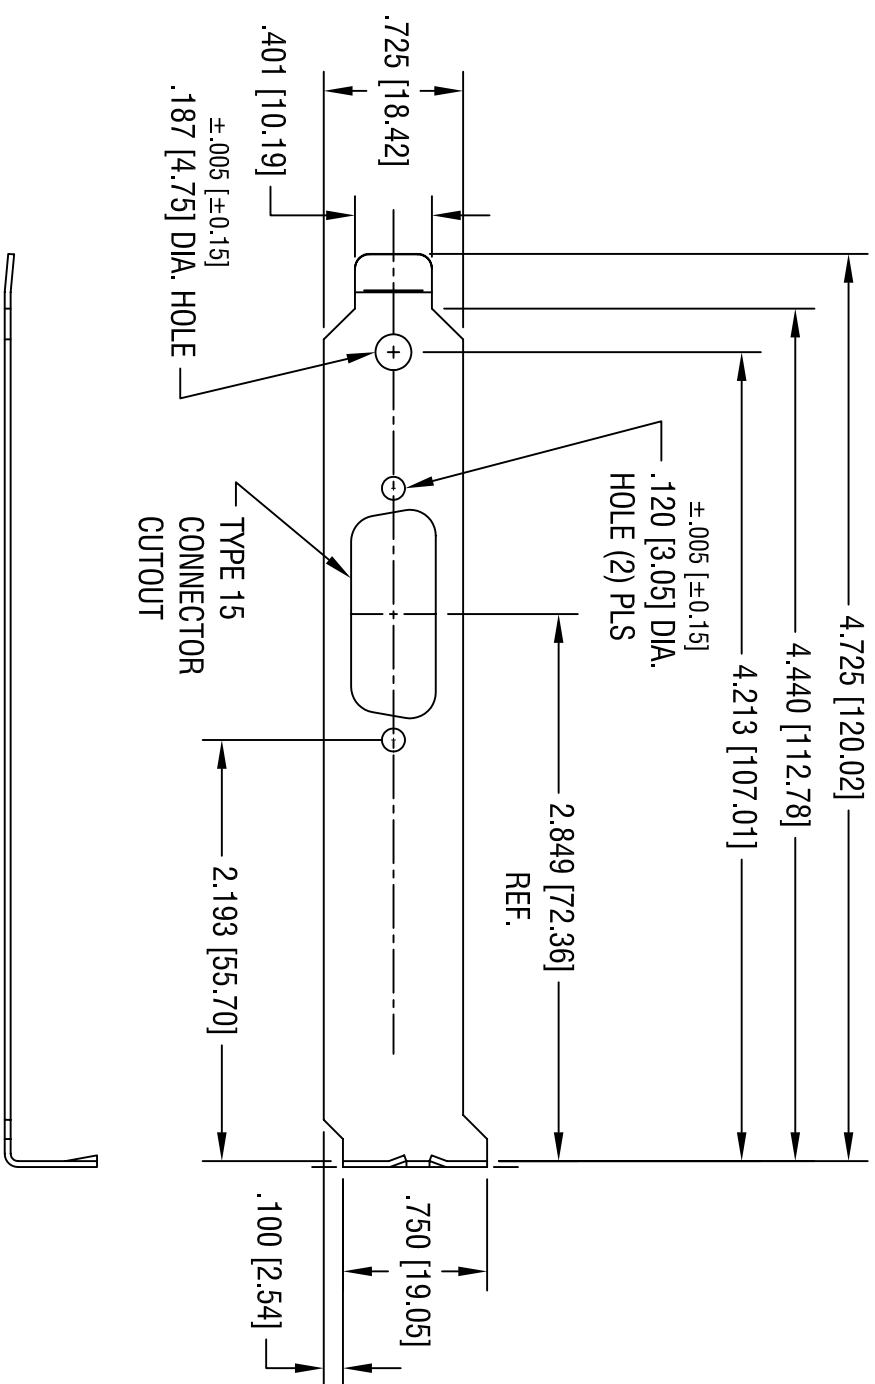 4.725 [120.02]
4.440 [112.78]
4.213 [107.01]
±.005 [±0.15]
.120 [3.05] DIA.
HOLE (2) PLS
2.849 [72.36]
REF.
.725 [18.42]
.750 [19.05]
.401 [10.19]
.100 [2.54]
±.005 [±0.15]
.187 [4.75] DIA. HOLE
TYPE 15
CONNECTOR
CUTOUT
2.193 [55.70]